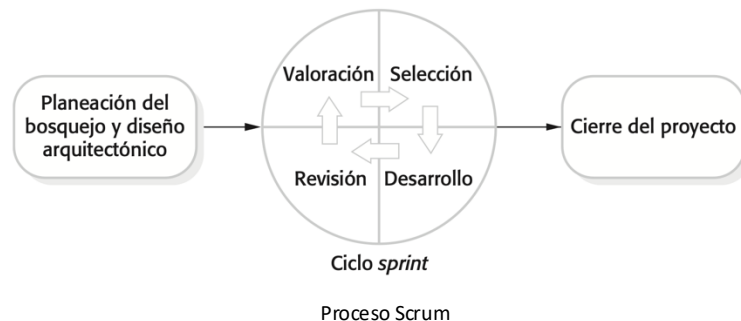 Planeación del
bosquejo y diseño
arquitectónico
Valoración
Selección
Revisión
Desarrollo
Cierre del proyecto
Ciclo sprint
Proceso Scrum